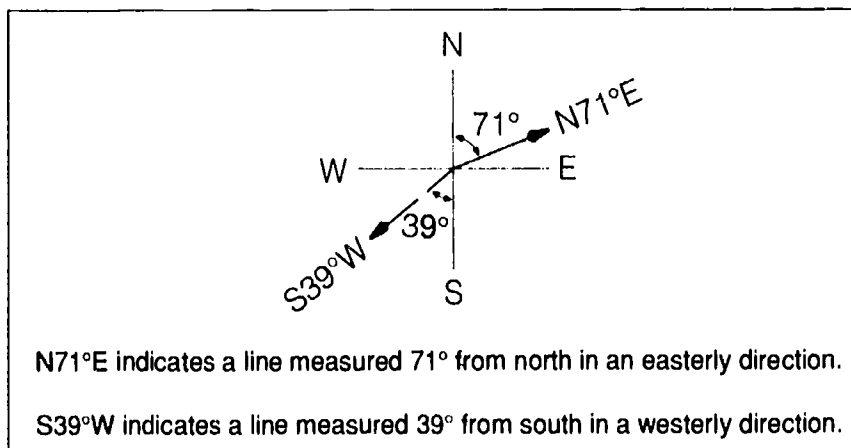 N
71°
N71°E
W
E
39°
S39°W
S
N71°E indicates a line measured 71° from north in an easterly direction.
S39°W indicates a line measured 39° from south in a westerly direction.